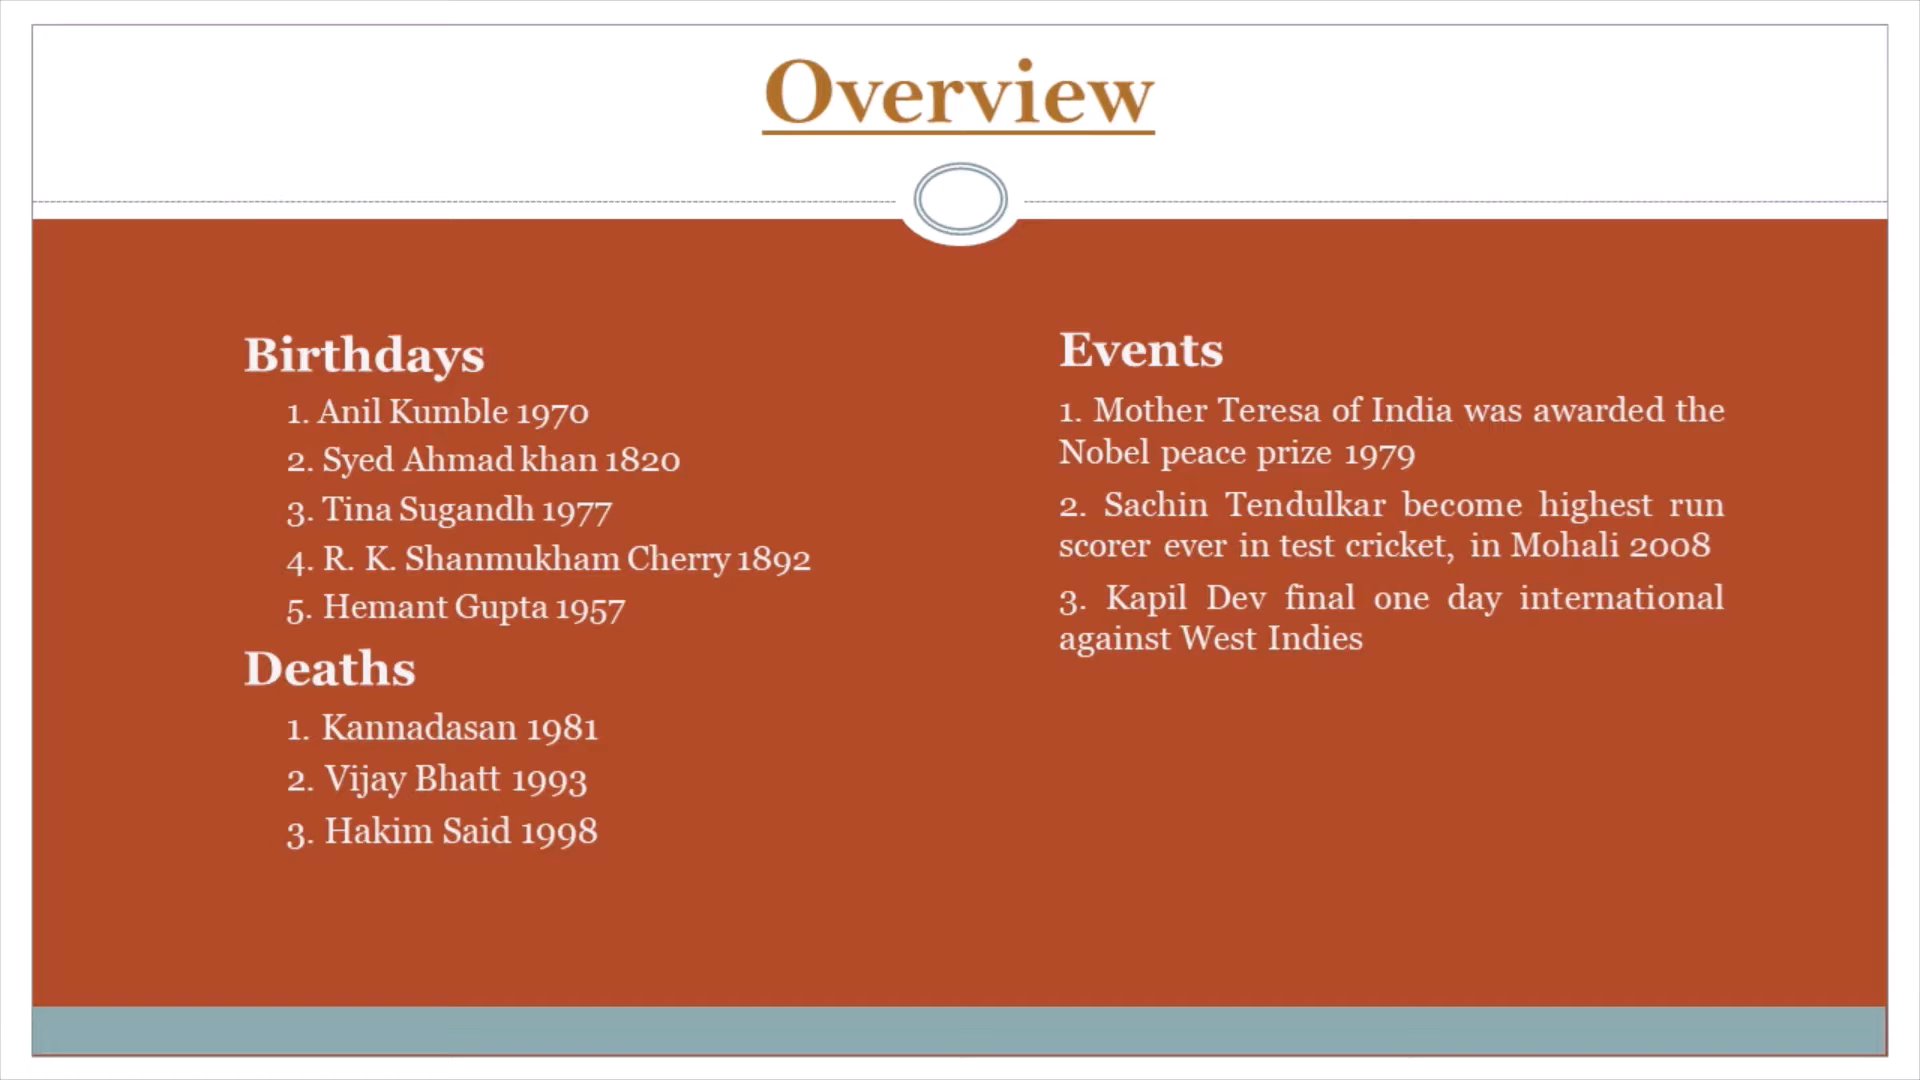 Overview
Birthdays
1. Anil Kumble 1970
2. Syed Ahmad khan 1820
3. Tina Sugandh 1977
4. R. K. Shanmukham Cherry 1892
5. Hemant Gupta 1957
Deaths
1. Kannadasan 1981
2. Vijay Bhatt 1993
3. Hakim Said 1998
Events
1. Mother Teresa of India was awarded the
Nobel peace prize 1979
2. Sachin Tendulkar become highest run
scorer ever in test cricket, in Mohali 2008
3. Kapil Dev final one day international
against West Indies